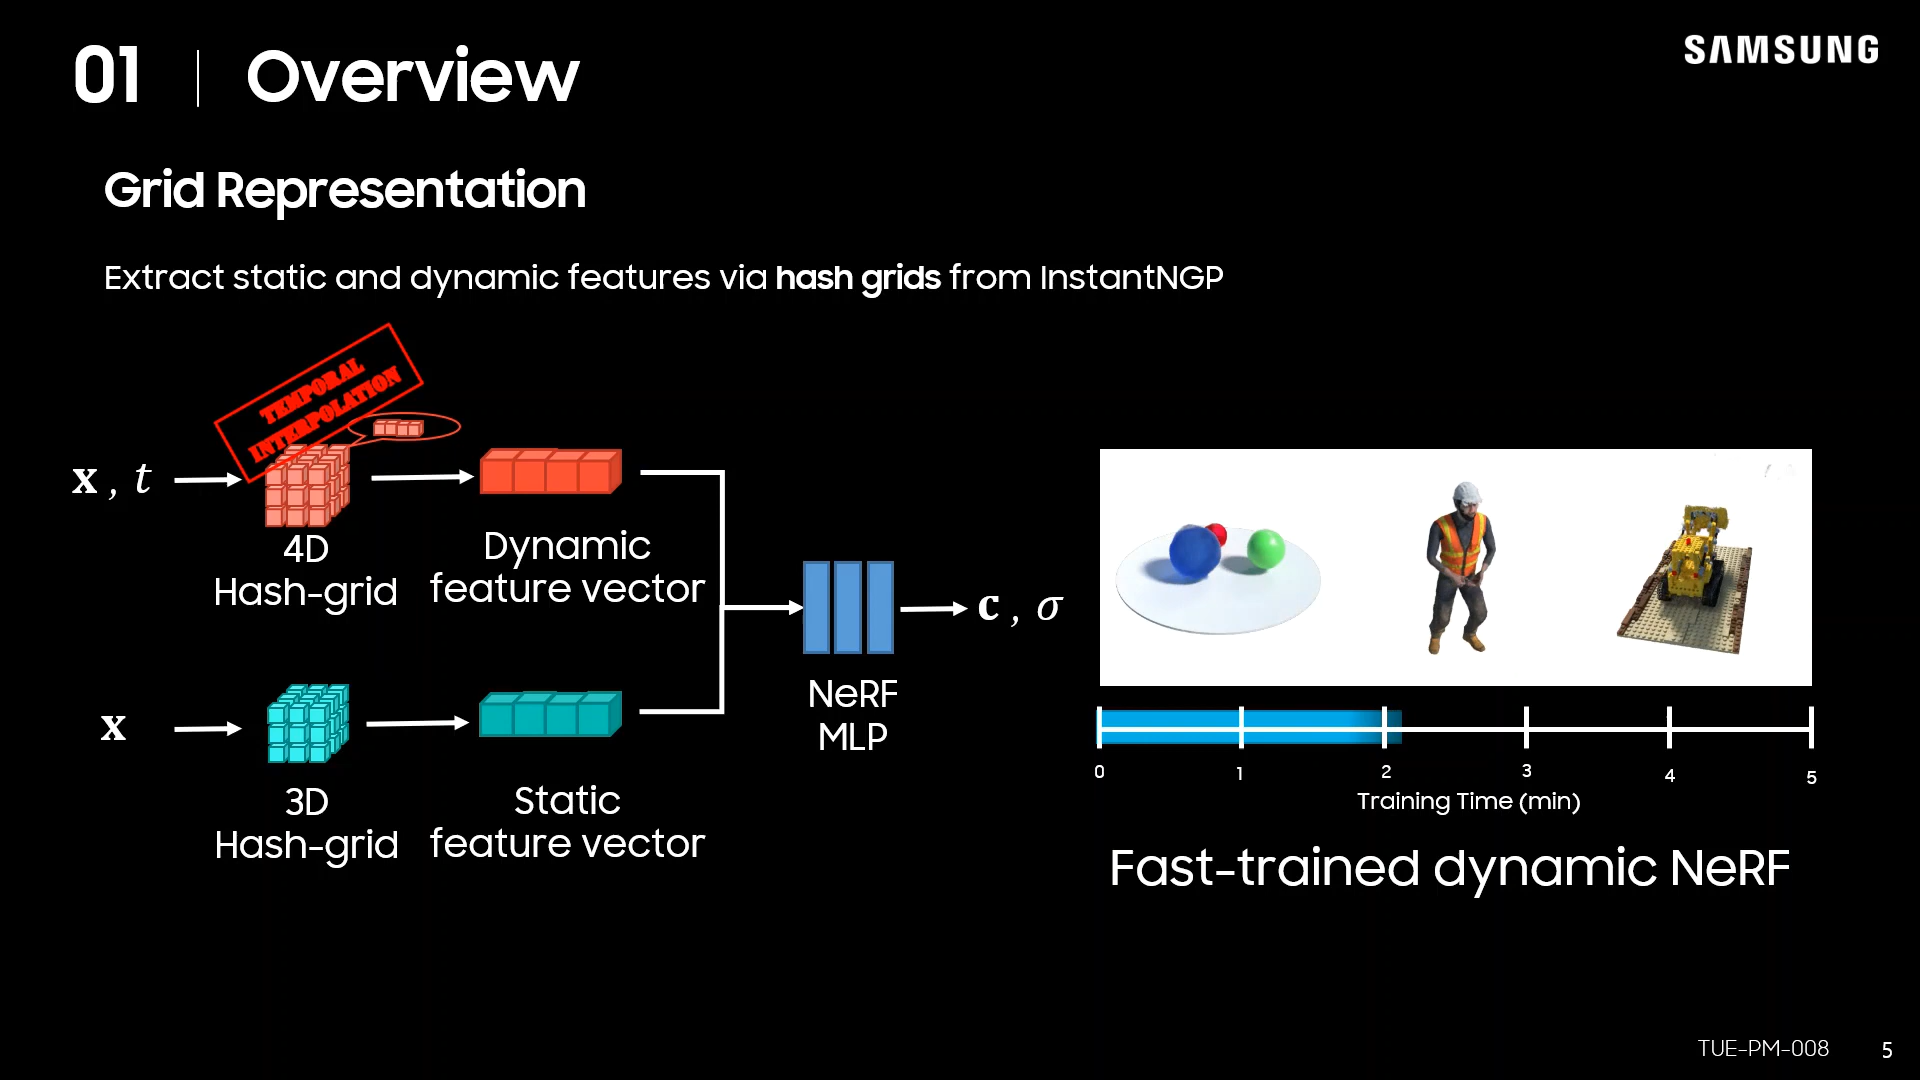 01 | Overview
SAMSUNG
Grid Representation
Extract static and dynamic features via hash grids from InstantNGP
TEMPORAL
INTERPOLATION
x , t
4D
Hash-grid
Dynamic
feature vector
x
3D
Hash-grid
Static
feature vector
NeRF
MLP
c , σ
0 1 2 3 4 5
Training Time (min)
Fast-trained dynamic NeRF
TUE-PM-008 5